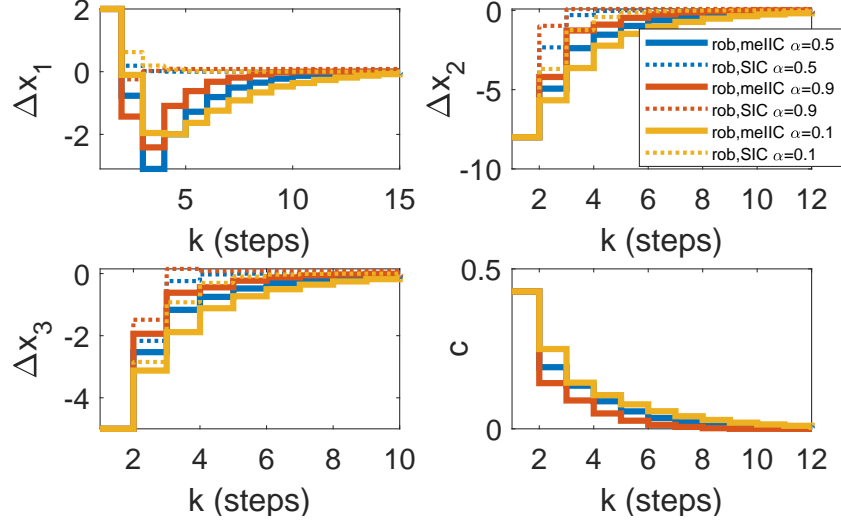 2
0
-2
Δx1
5
10
15
k (steps)
0
-5
-10
Δx2
2
4
6
8
10
12
k (steps)
rob,meIIC α=0.5
rob,SIC α=0.5
rob,meIIC α=0.9
rob,SIC α=0.9
rob,meIIC α=0.1
rob,SIC α=0.1
0
-2
-4
Δx3
2
4
6
8
10
k (steps)
0.5
0
c
2
4
6
8
10
12
k (steps)